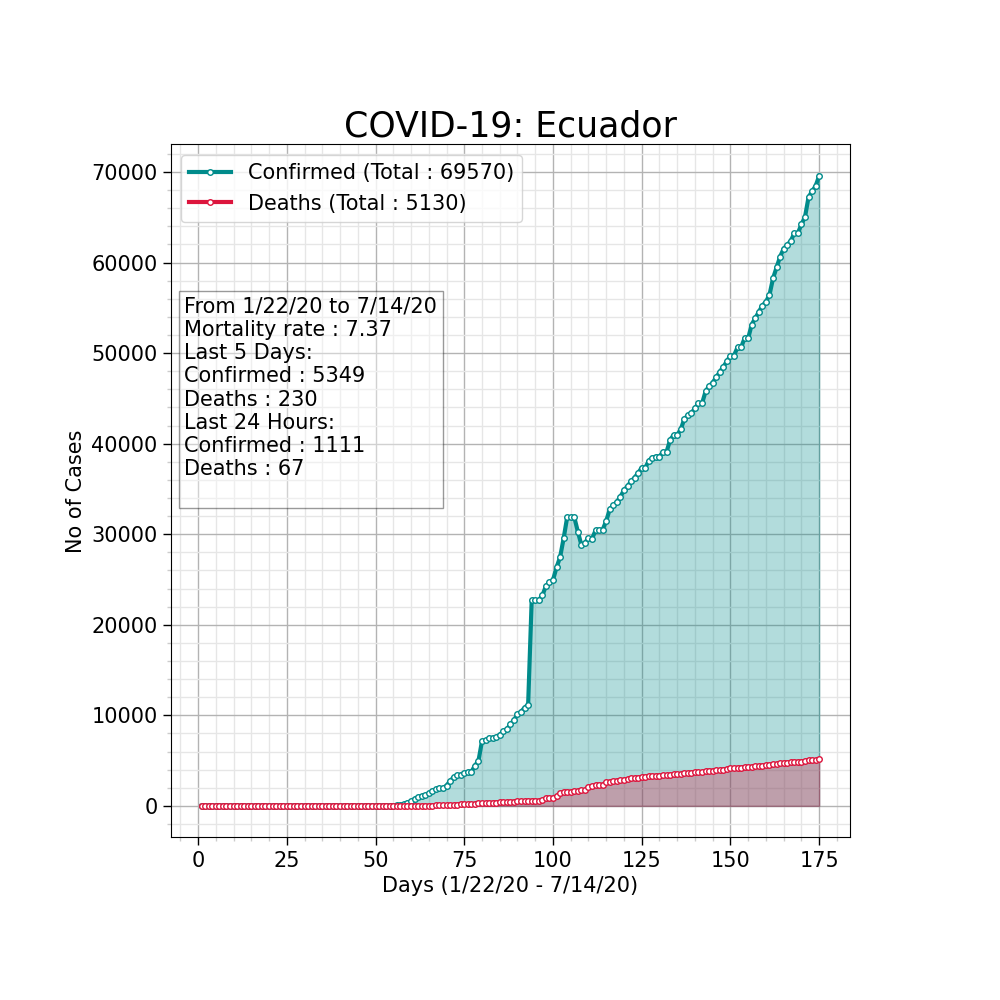 COVID-19: Ecuador
Confirmed (Total : 69570)
Deaths (Total : 5130)
From 1/22/20 to 7/14/20
Mortality rate : 7.37
Last 5 Days:
Confirmed : 5349
Deaths : 230
Last 24 Hours:
Confirmed : 1111
Deaths : 67
No of Cases
70000
60000
50000
40000
30000
20000
10000
0
0 25 50 75 100 125 150 175
Days (1/22/20 - 7/14/20)